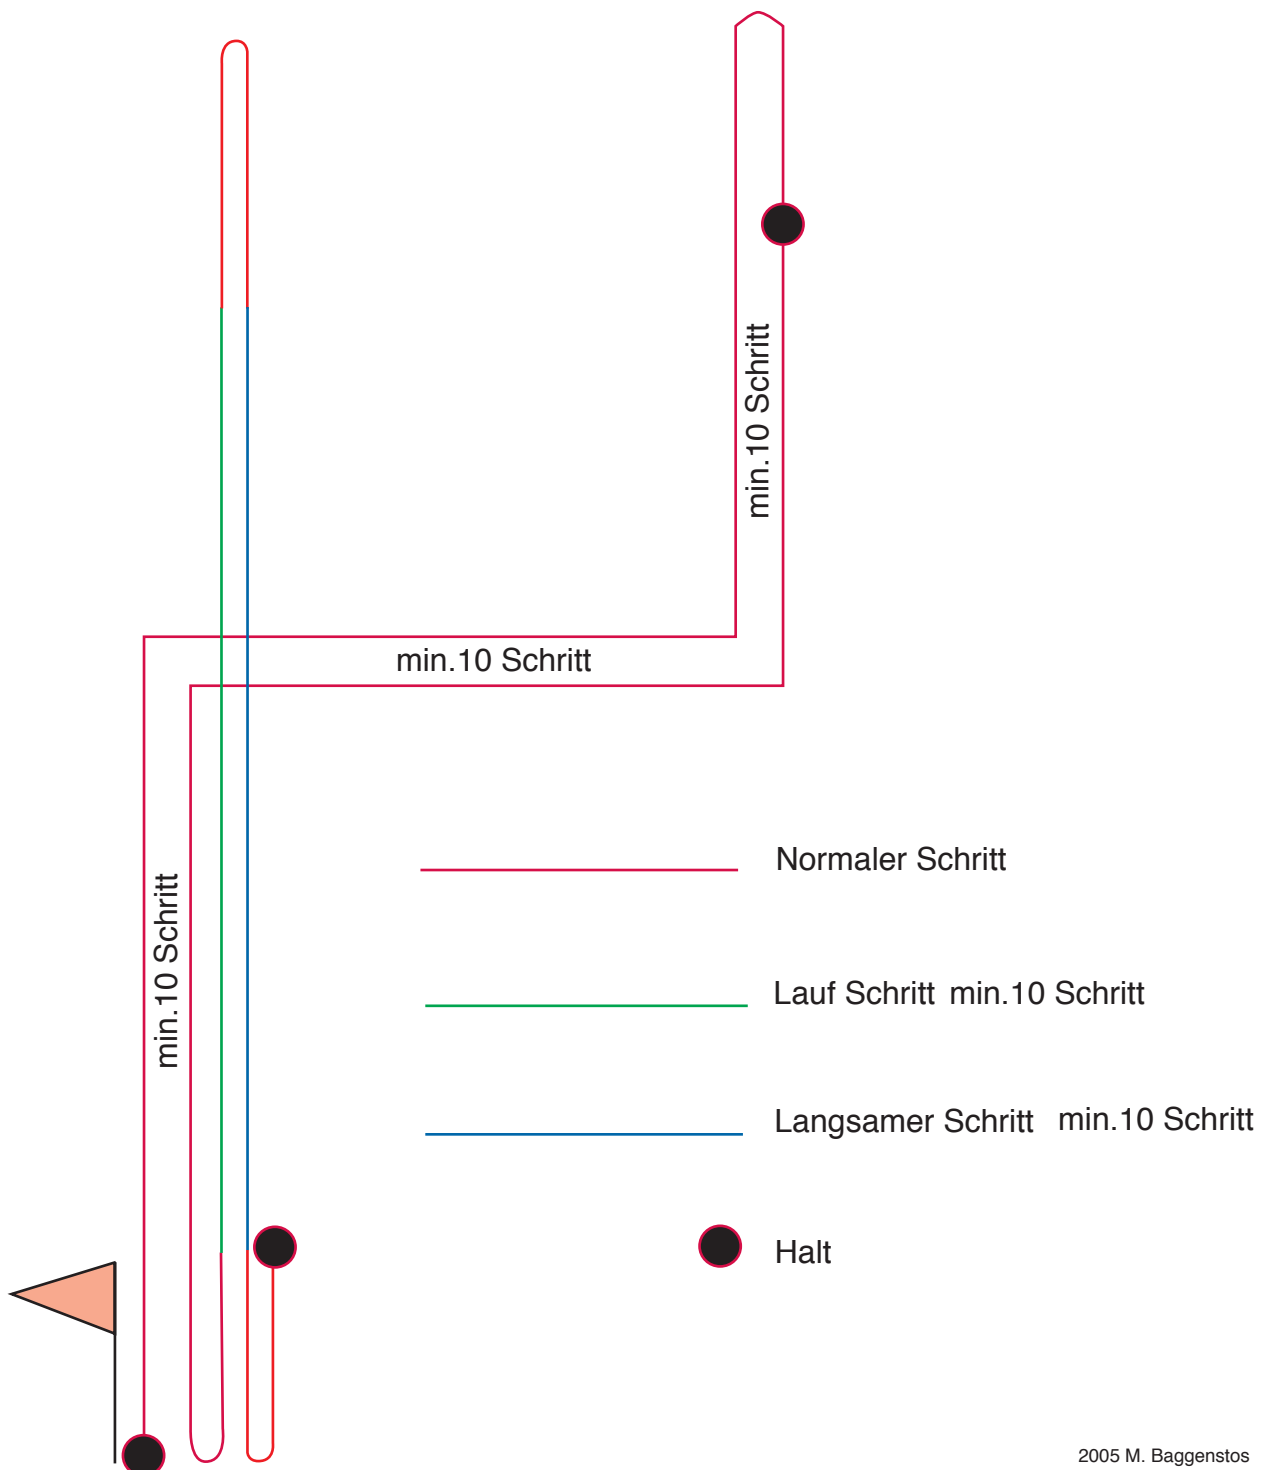 min.10 Schritt
min.10 Schritt
min.10 Schritt
Normaler Schritt
Lauf Schritt min.10 Schritt
Langsamer Schritt min.10 Schritt
Halt
2005 M. Baggenstos